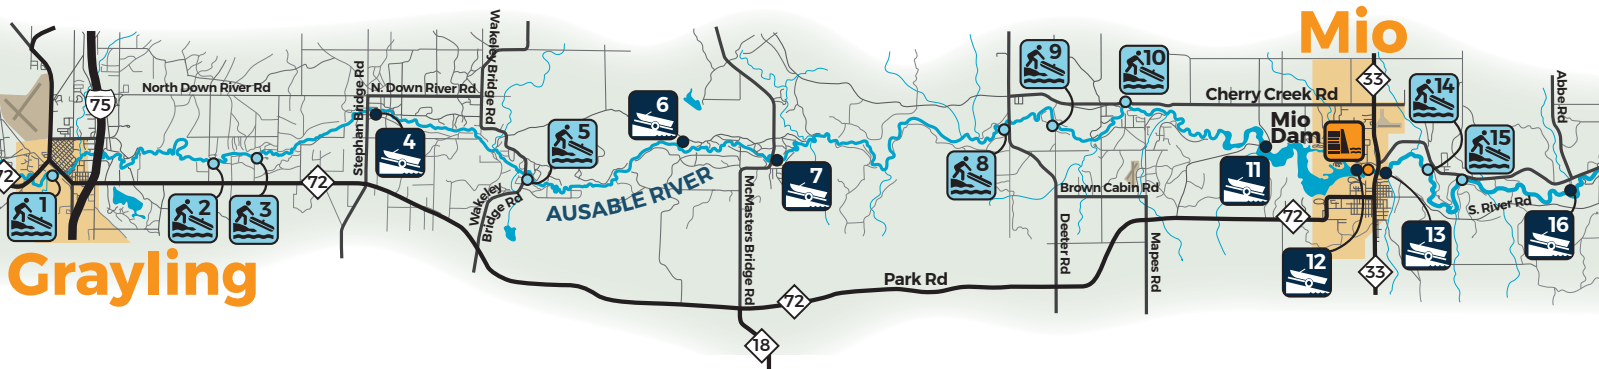 Mio
Grayling
AUSABLE RIVER
North Down River Rd
N. Down River Rd
Stephan Bridge Rd
Wakeley Bridge Rd
Wakeley
Bridge Rd
McMasters Bridge Rd
Park Rd
Cherry Creek Rd
Mio
Dam
Brown Cabin Rd
Deeter Rd
Mapes Rd
Abbe Rd
S. River Rd
75
72
72
72
72
18
33
33
1
2
3
4
5
6
7
8
9
10
11
12
13
14
15
16